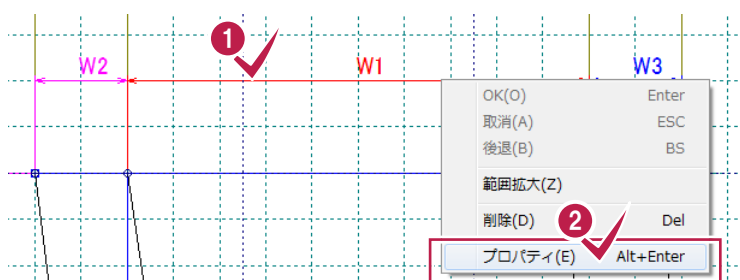 1
W2 W1 W3
OK(O) Enter
取消(A) ESC
後退(B) BS
範囲拡大(Z)
削除(D) Del
2
プロパティ(E) Alt+Enter